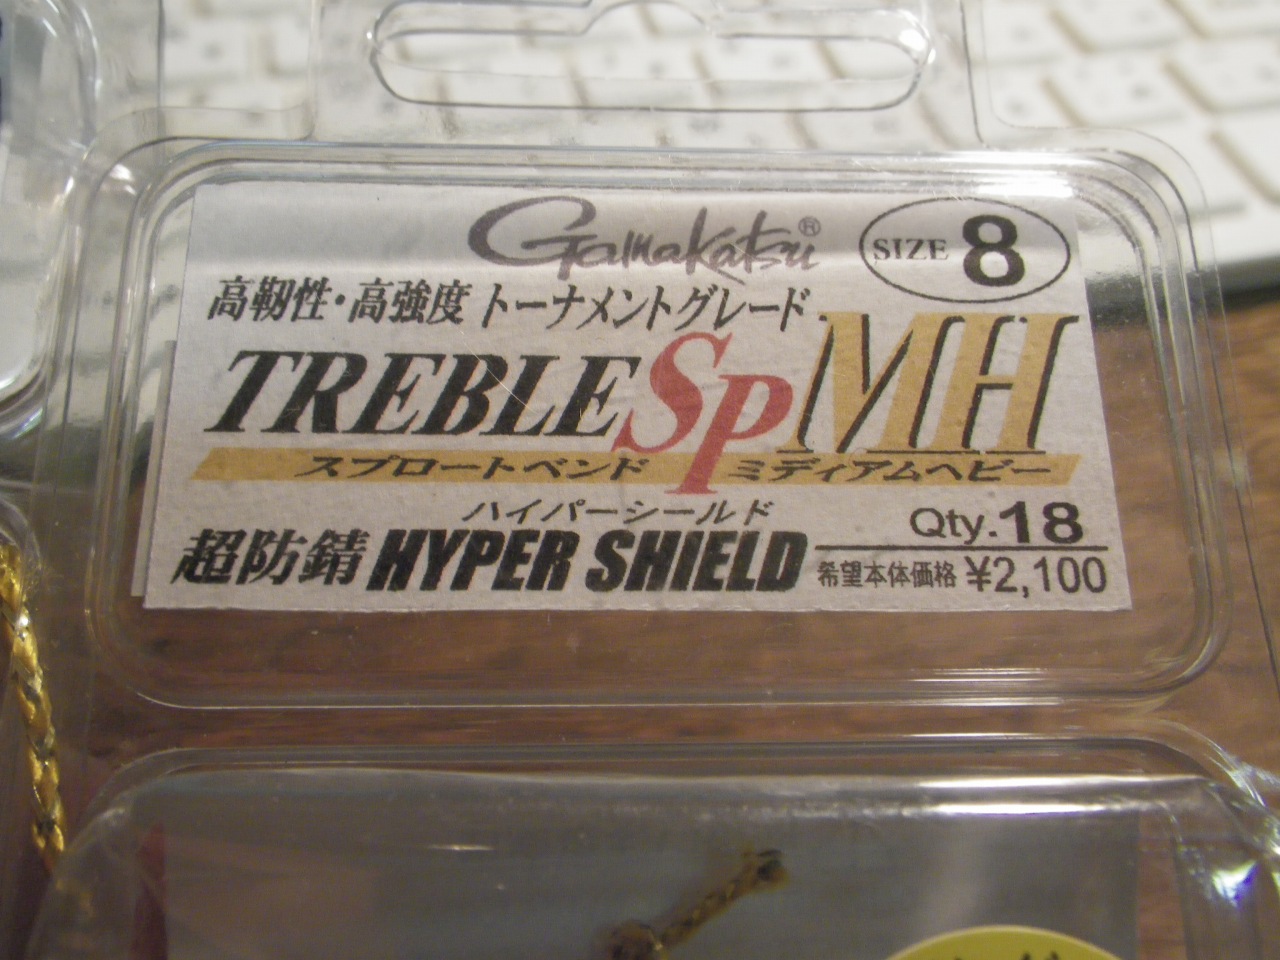 Gamakatsu® SIZE 8
高靭性・高強度 トーナメントグレード
TREBLE SP MH
スプロートベンド ミディアムヘビー
ハイパーシールド
超防錆 HYPER SHIELD
Qty.18
希望本体価格 ¥2,100